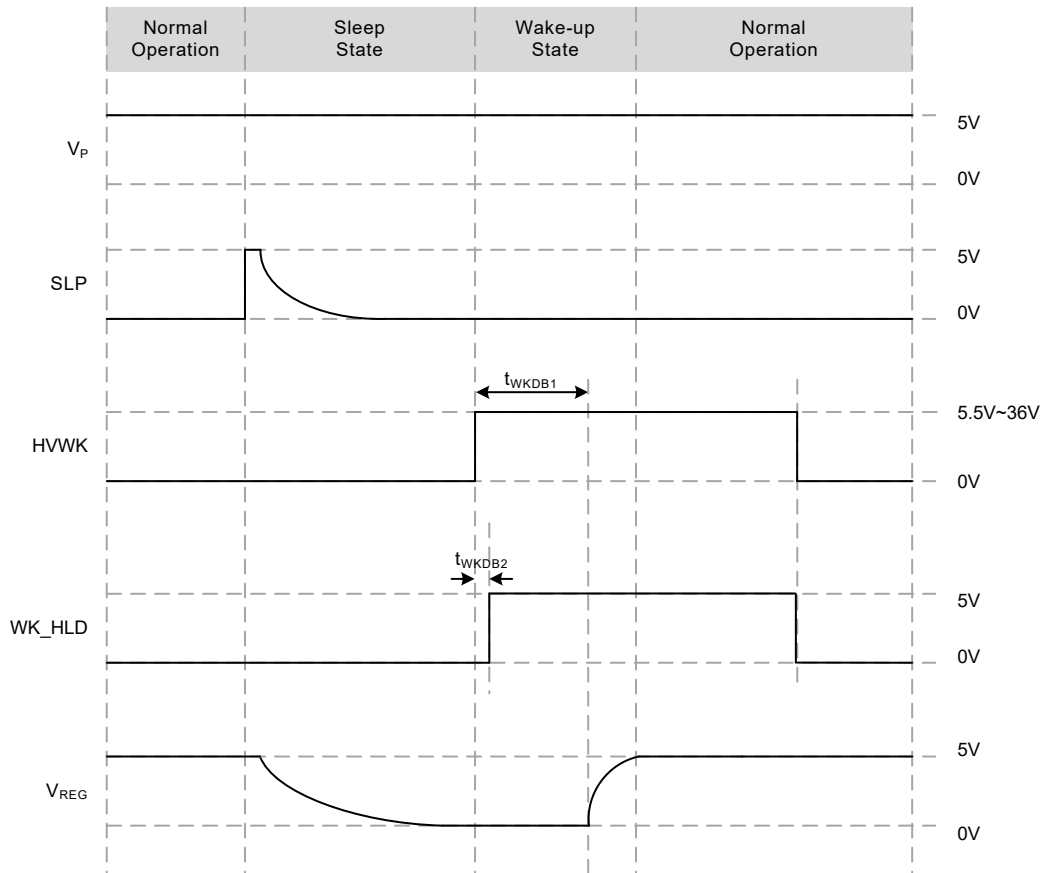 Normal
Operation
Sleep
State
Wake-up
State
Normal
Operation
VP
5V
0V
SLP
5V
0V
tWKDB1
HVWK
5.5V~36V
0V
tWKDB2
WK_HLD
5V
0V
VREG
5V
0V